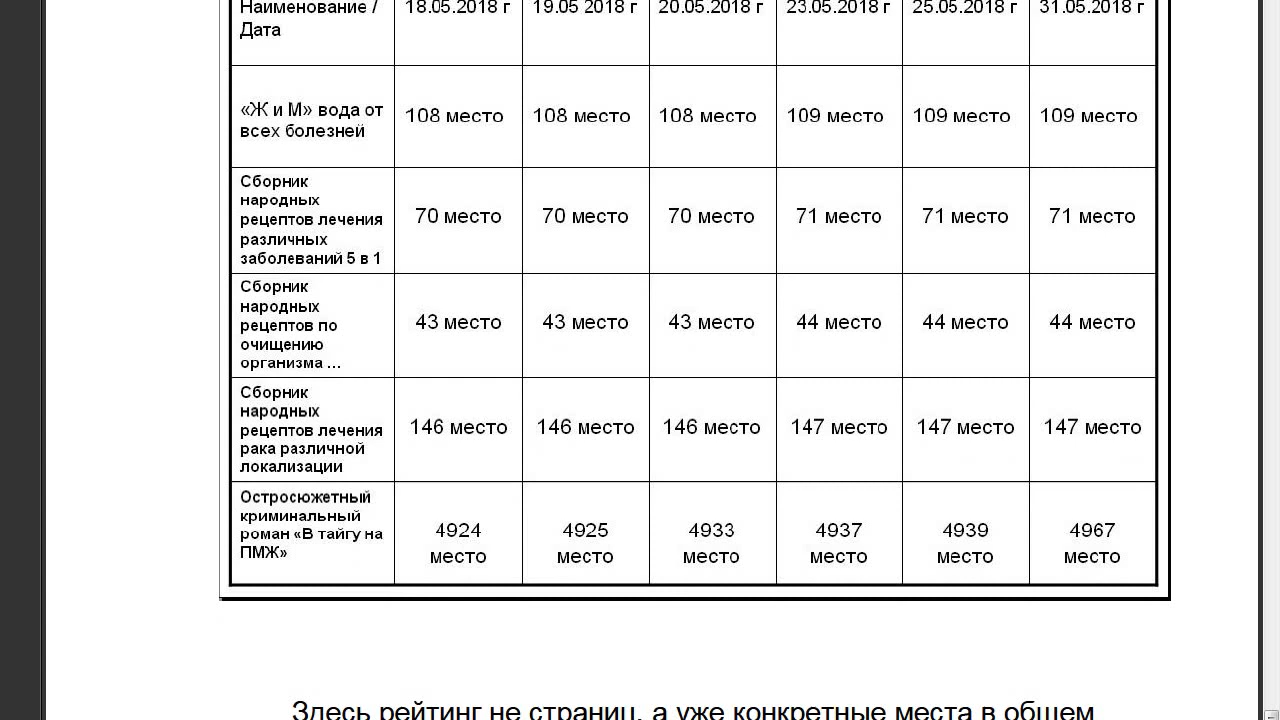 Наименование / Дата 18.05.2018 г 19.05 2018 г 20.05.2018 г 23.05.2018 г 25.05.2018 г 31.05.2018 г
«Ж и М» вода от
всех болезней
108 место 108 место 108 место 109 место 109 место 109 место
Сборник
народных
рецептов лечения
различных
заболеваний 5 в 1
70 место 70 место 70 место 71 место 71 место 71 место
Сборник
народных
рецептов по
очищению
организма ...
43 место 43 место 43 место 44 место 44 место 44 место
Сборник
народных
рецептов лечения
рака различной
локализации
146 место 146 место 146 место 147 место 147 место 147 место
Остросюжетный
криминальный
роман «В тайгу на
ПМЖ»
4924 4925 4933 4937 4939 4967
место место место место место место
Здесь рейтинг не страниц, а уже конкретные места в общем